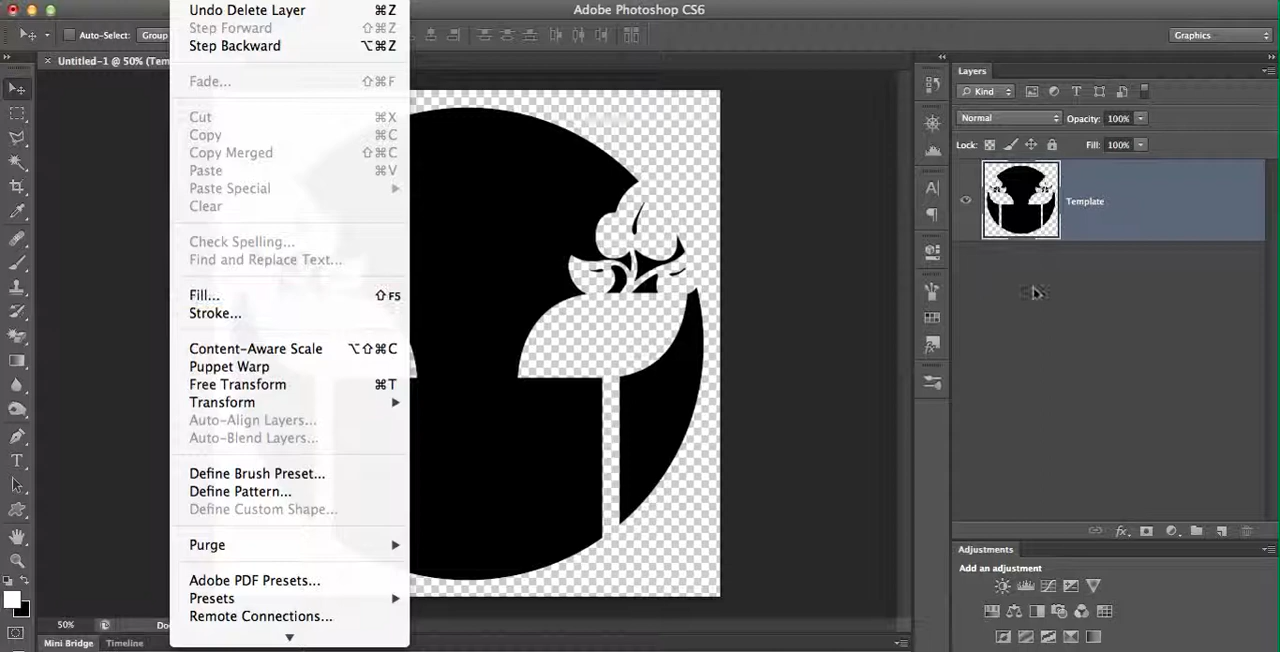 Adobe Photoshop CS6
Auto-Select: Group
Graphics
Untitled-1 @ 50% (Tem
Undo Delete Layer ⌘Z
Step Forward ⇧⌘Z
Step Backward ⌥⌘Z
Fade... ⇧⌘F
Cut ⌘X
Copy ⌘C
Copy Merged ⇧⌘C
Paste ⌘V
Paste Special
Clear
Check Spelling...
Find and Replace Text...
Fill... ⇧F5
Stroke...
Content-Aware Scale ⌥⇧⌘C
Puppet Warp
Free Transform ⌘T
Transform
Auto-Align Layers...
Auto-Blend Layers...
Define Brush Preset...
Define Pattern...
Define Custom Shape...
Purge
Adobe PDF Presets...
Presets
Remote Connections...
Layers
Kind
Normal Opacity: 100%
Lock: Fill: 100%
Template
Adjustments
Add an adjustment
50% Do
Mini Bridge Timeline